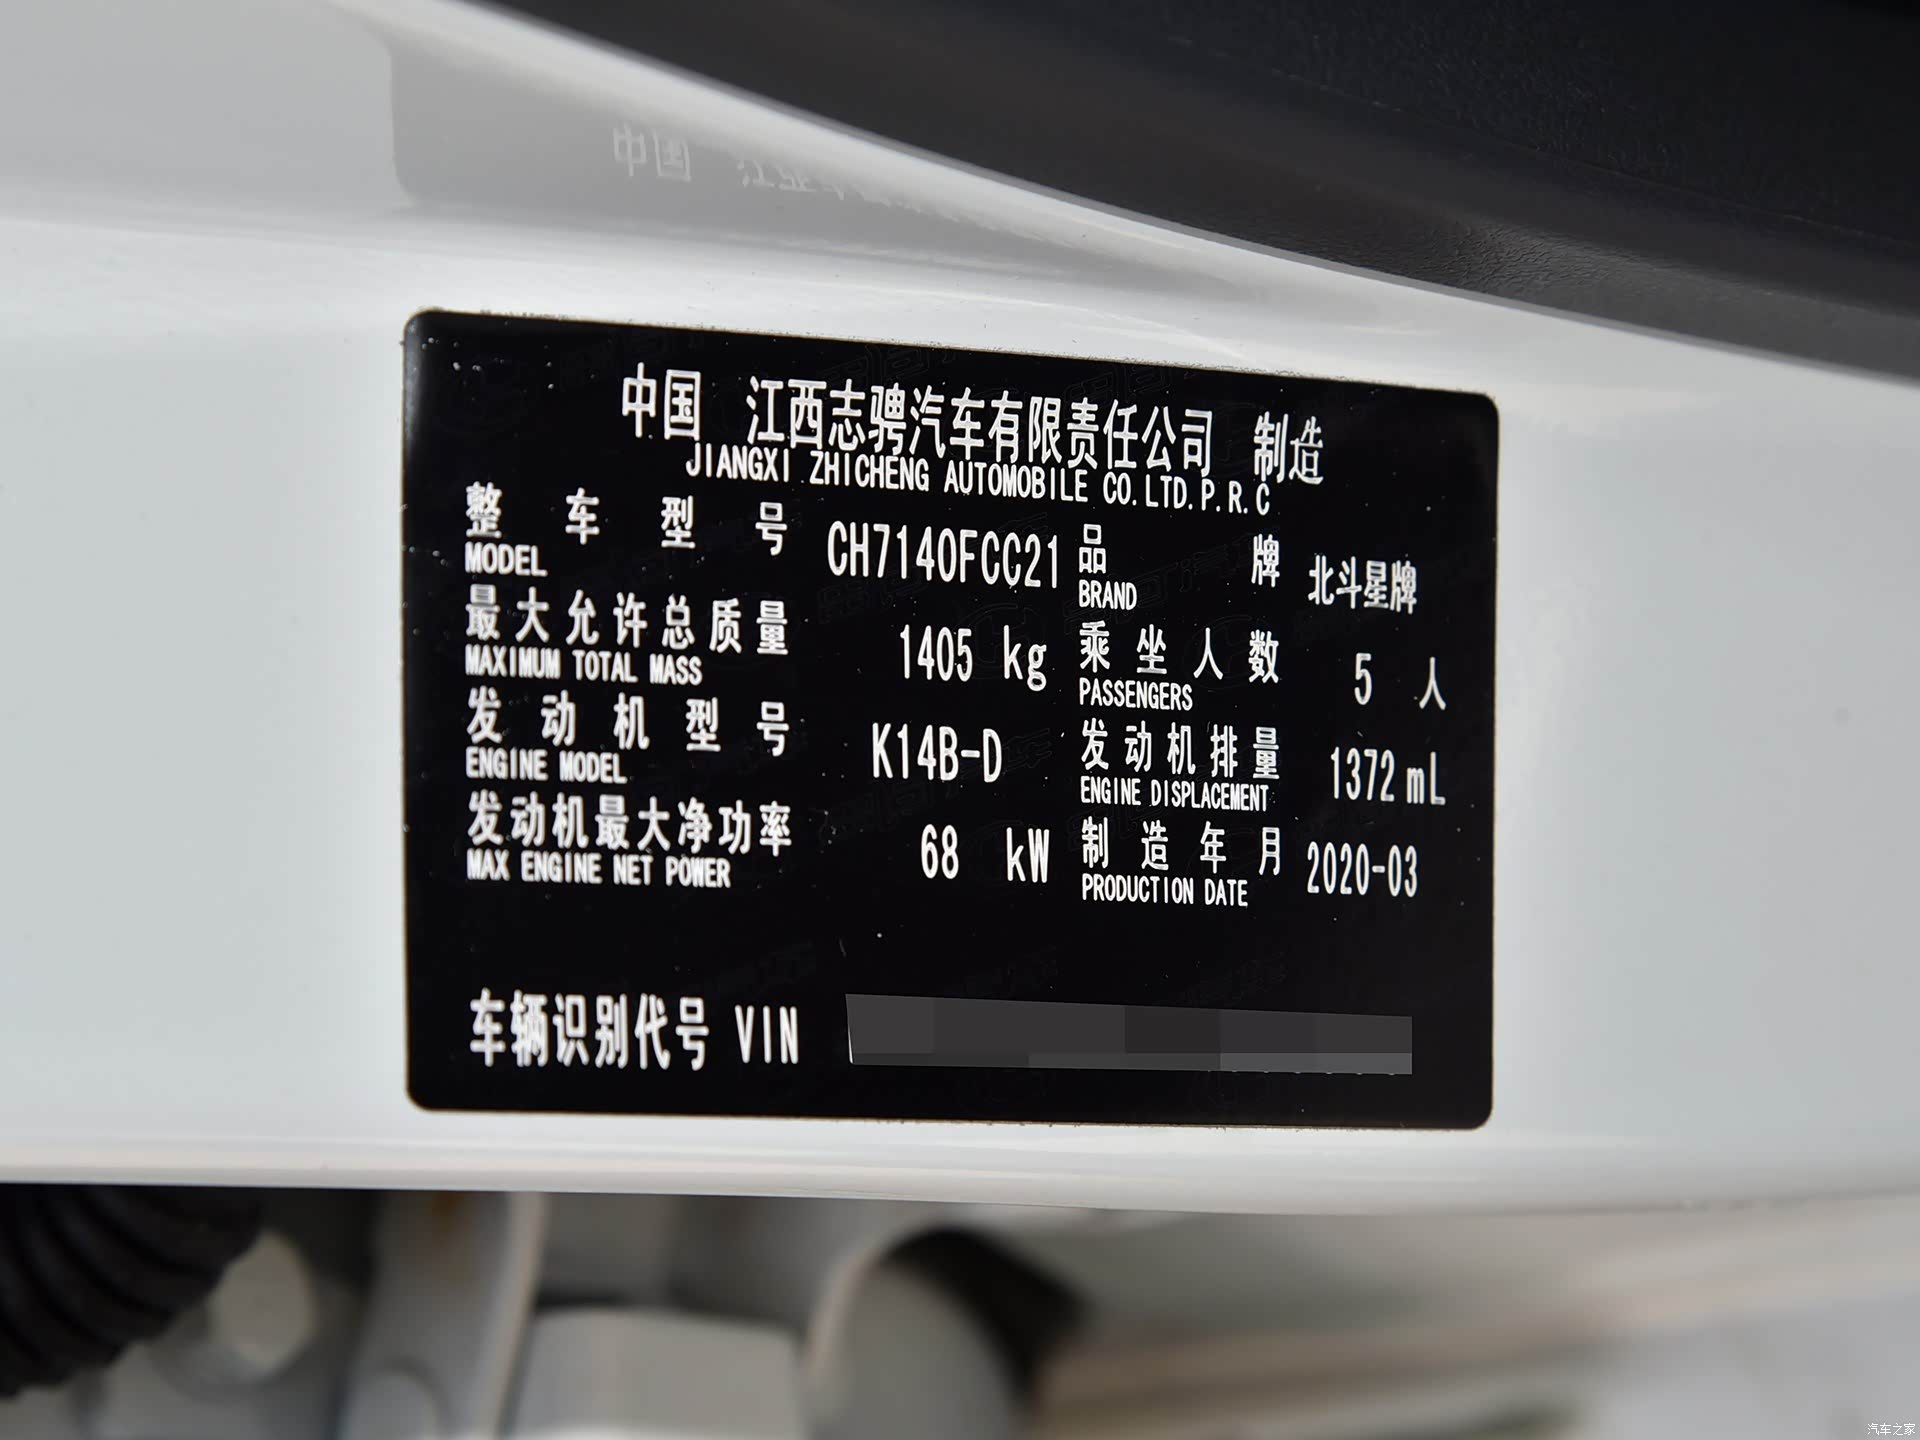 中国 江西志骋汽车有限责任公司 制造
JIANGXI ZHICHENG AUTOMOBILE CO.LTD.P.R.C
整车型号 CH7140FCC21 品牌 北斗星牌
MODEL BRAND
最大允许总质量 1405 kg 乘坐人数 5 人
MAXIMUM TOTAL MASS PASSENGERS
发动机型号 K14B-D 发动机排量 1372 mL
ENGINE MODEL ENGINE DISPLACEMENT
发动机最大净功率 68 kW 制造年月 2020-03
MAX ENGINE NET POWER PRODUCTION DATE
车辆识别代号 VIN
汽车之家